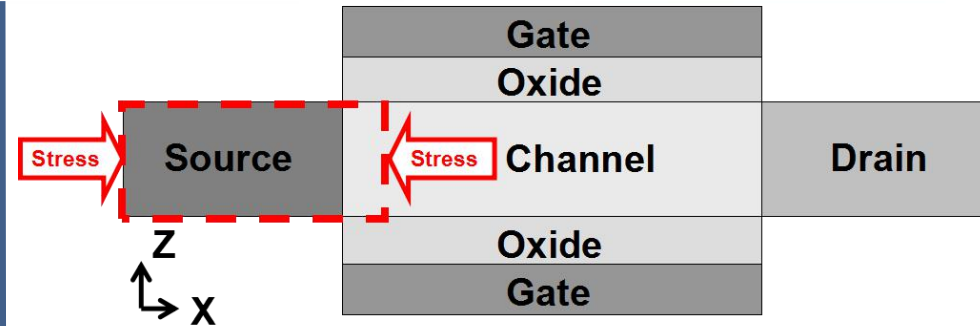 Gate
Oxide
Stress
Source
Stress
Channel
Drain
Z
Oxide
X
Gate